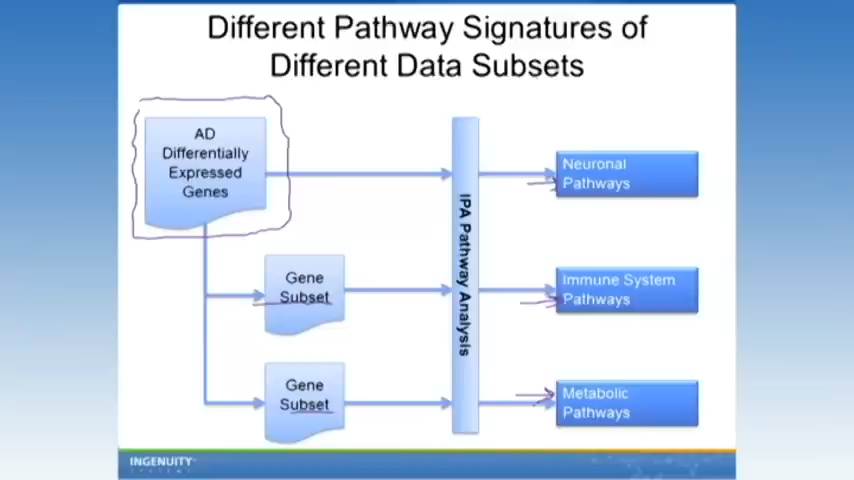 Different Pathway Signatures of
Different Data Subsets
AD
Differentially
Expressed
Genes
Neuronal
Pathways
IPA Pathway Analysis
Gene
Subset
Immune System
Pathways
Gene
Subset
Metabolic
Pathways
INGENUITY
SYSTEMS